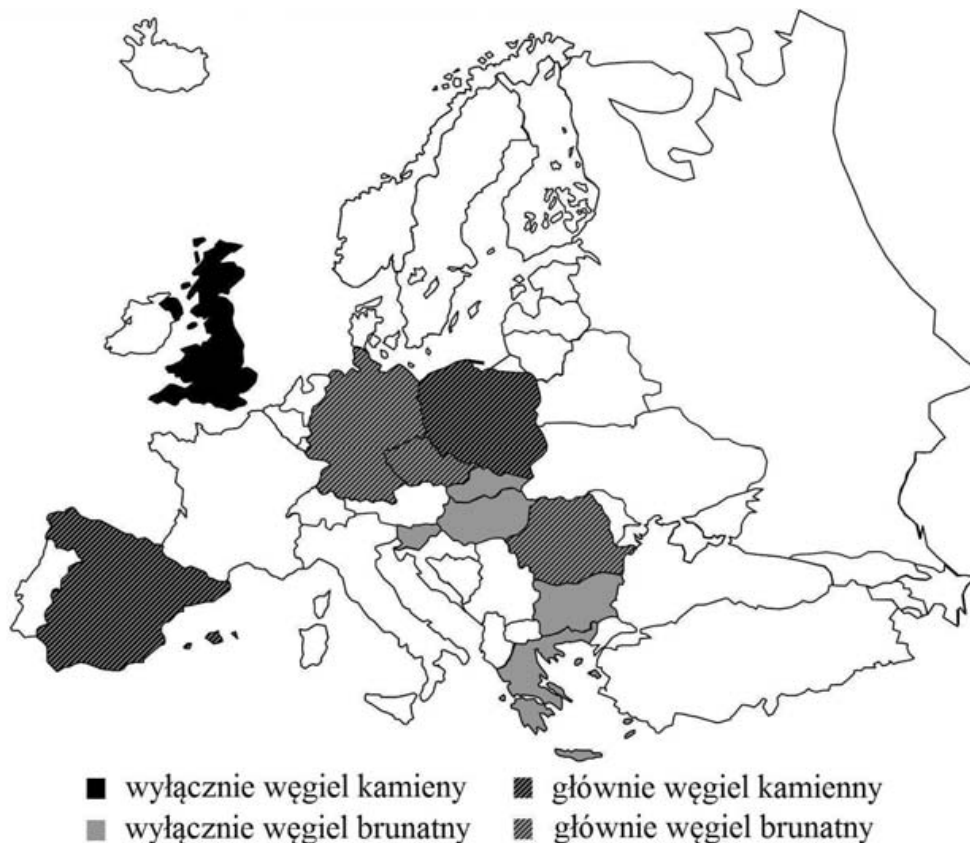 wyłącznie węgiel kamieny
głównie węgiel kamienny
wyłącznie węgiel brunatny
głównie węgiel brunatny